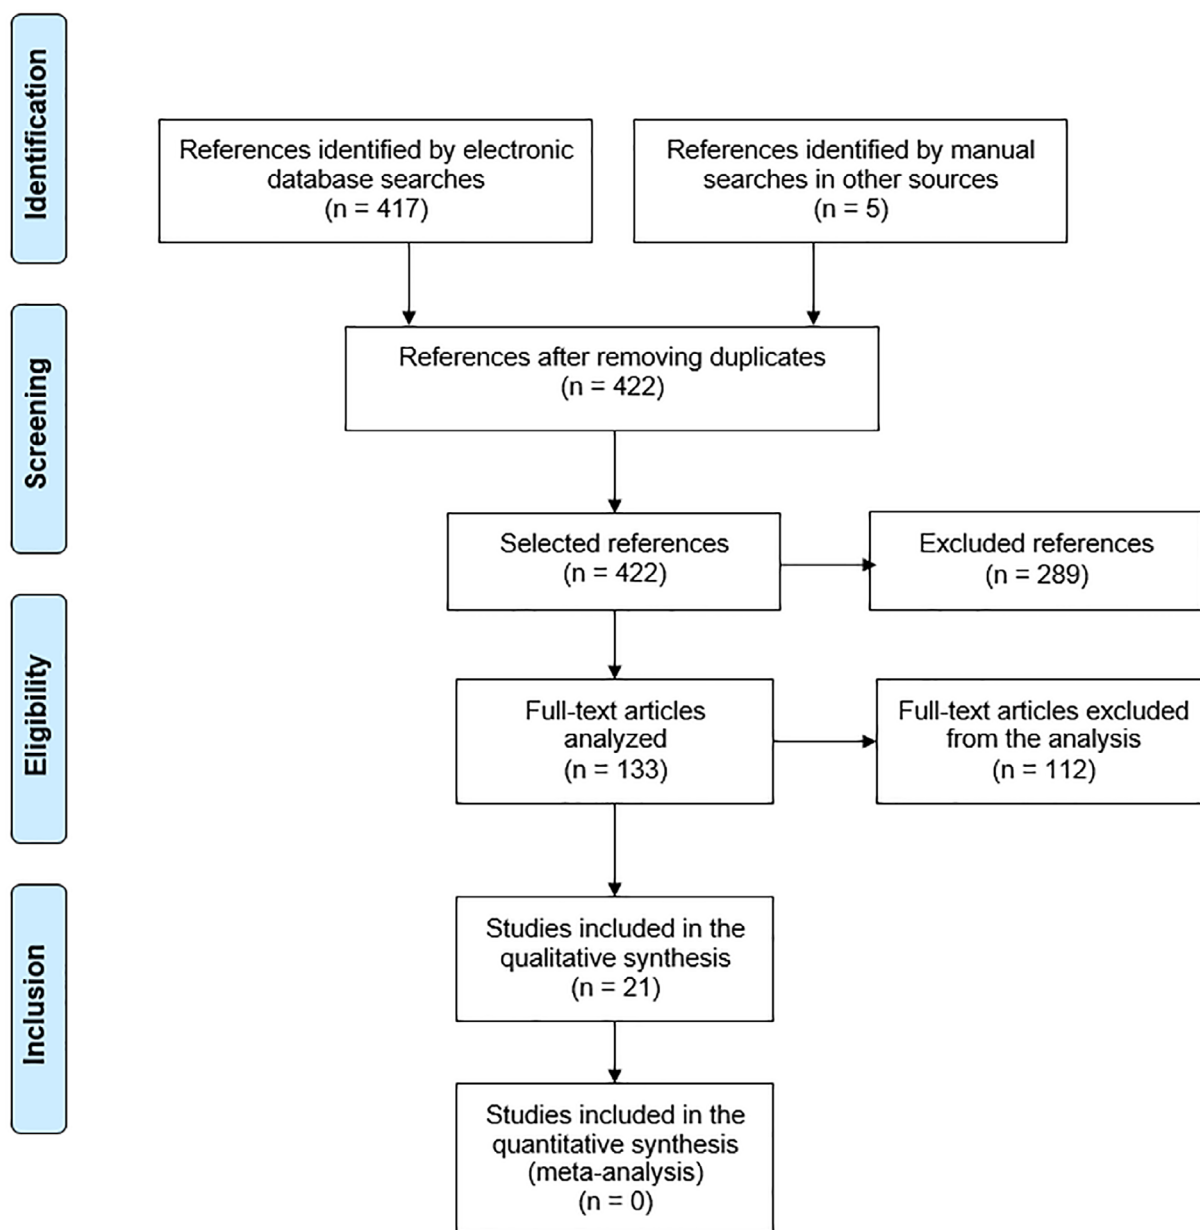 Identification
References identified by electronic
database searches
(n = 417)
References identified by manual
searches in other sources
(n = 5)
Screening
References after removing duplicates
(n = 422)
Selected references
(n = 422)
Excluded references
(n = 289)
Eligibility
Full-text articles
analyzed
(n = 133)
Full-text articles excluded
from the analysis
(n = 112)
Inclusion
Studies included in the
qualitative synthesis
(n = 21)
Studies included in the
quantitative synthesis
(meta-analysis)
(n = 0)